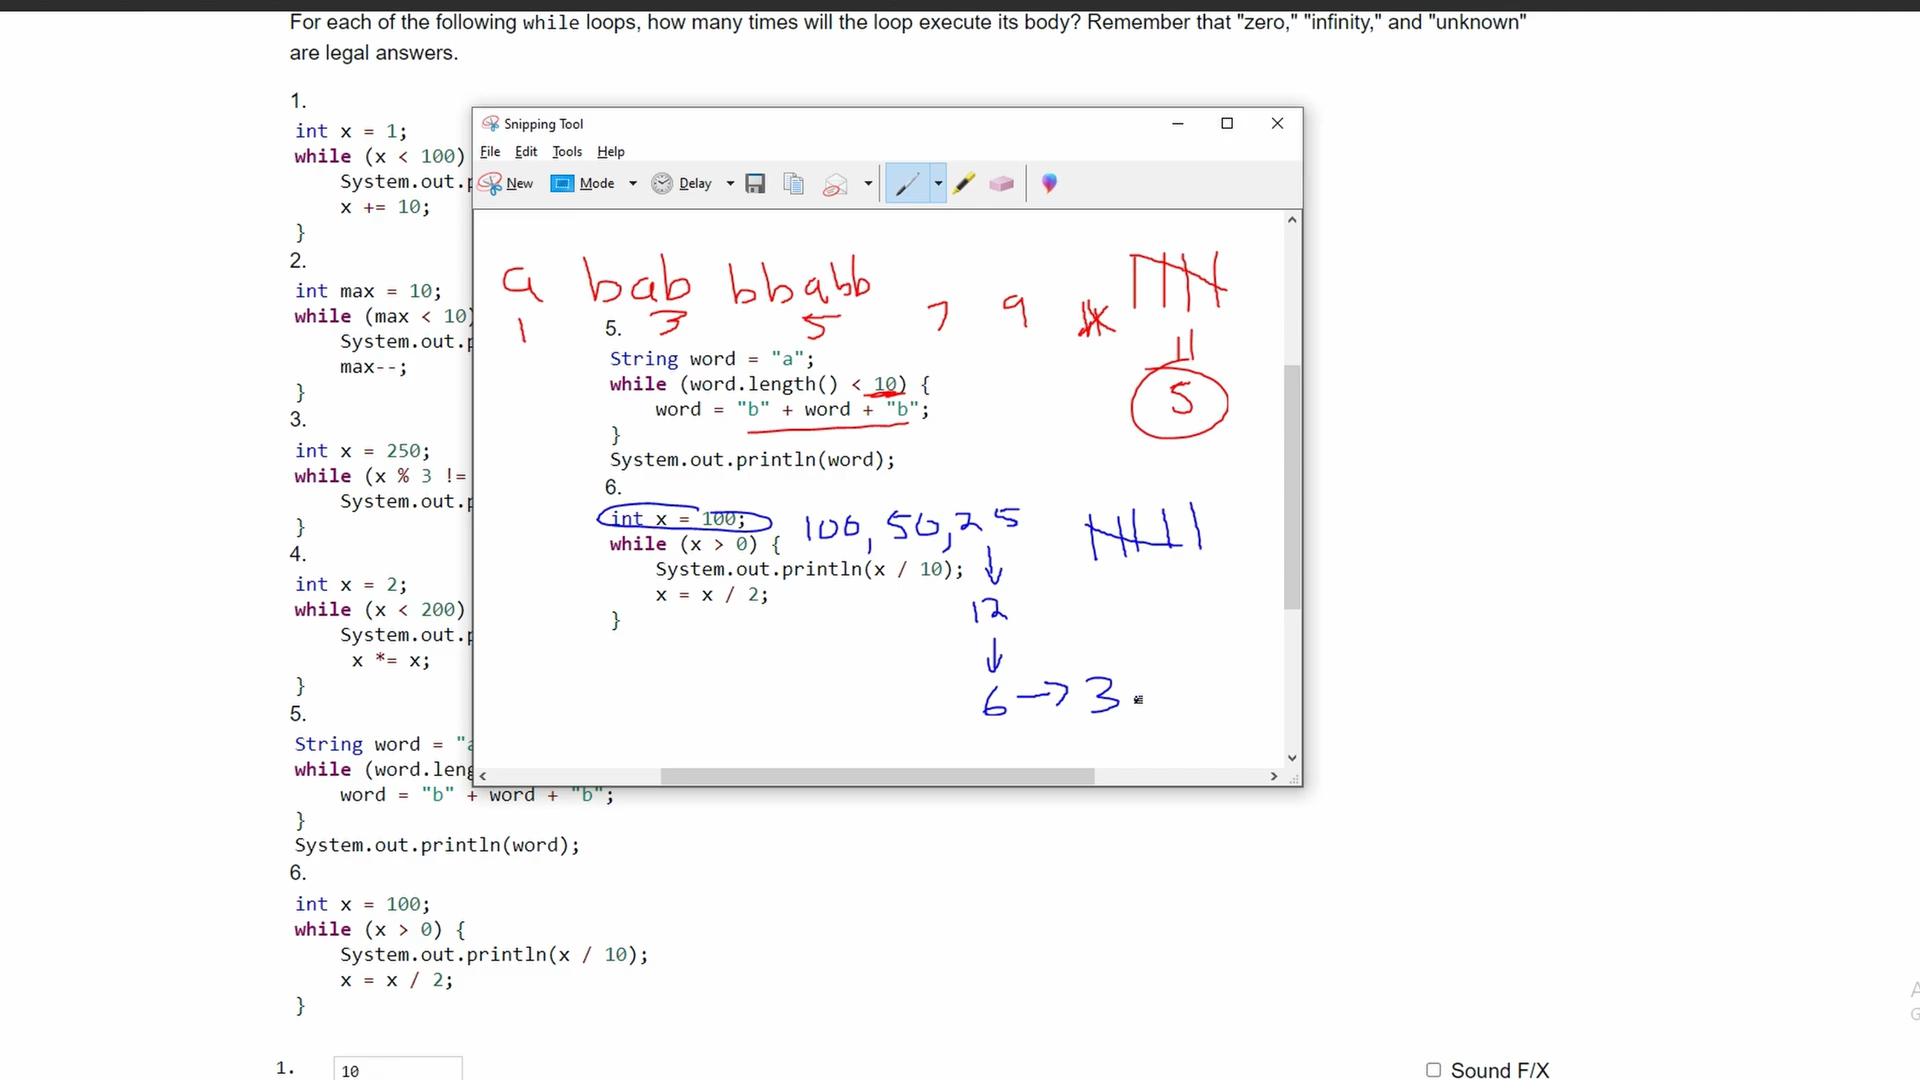 For each of the following while loops, how many times will the loop execute its body? Remember that "zero," "infinity," and "unknown"
are legal answers.
1.
int x = 1;
while (x < 100)
System.out.p
x += 10;
}
2.
int max = 10;
while (max < 10)
System.out.p
max--;
}
3.
int x = 250;
while (x % 3 !=
System.out.p
}
4.
int x = 2;
while (x < 200)
System.out.p
x *= x;
}
5.
String word = "a
while (word.leng
word = "b" + word + "b";
}
System.out.println(word);
6.
int x = 100;
while (x > 0) {
System.out.println(x / 10);
x = x / 2;
}
1. 10
Sound F/X
Snipping Tool
File Edit Tools Help
New Mode Delay
a bab bbabb
1 3 5 7 9
5.
String word = "a";
while (word.length() < 10) {
word = "b" + word + "b";
}
System.out.println(word);
5
6.
int x = 100;
while (x > 0) {
System.out.println(x / 10);
x = x / 2;
}
100, 50, 25
12
6 → 3